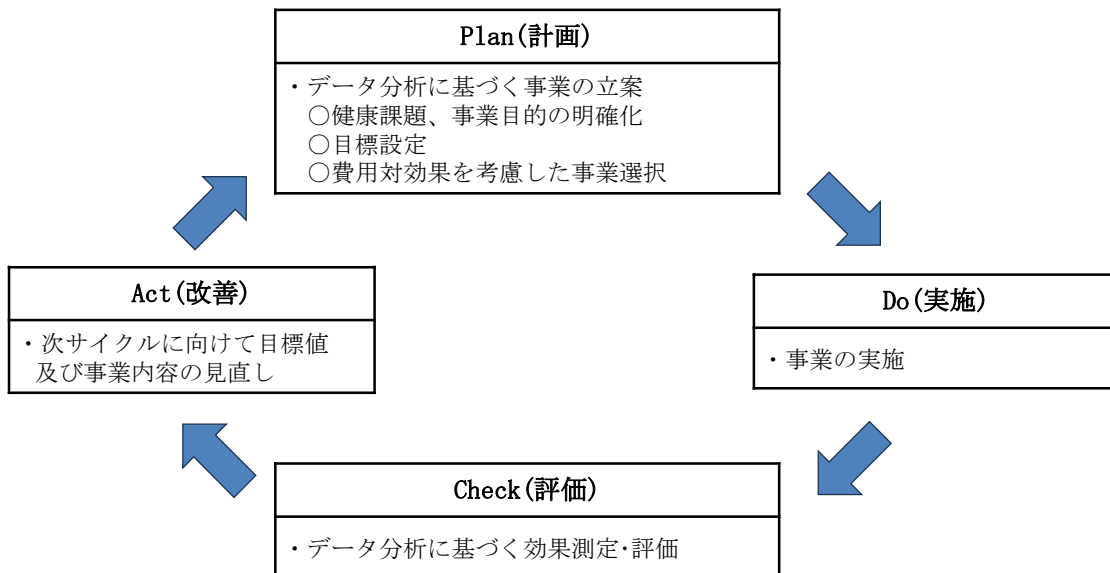 Plan(計画)
・データ分析に基づく事業の立案
○健康課題、事業目的の明確化
○目標設定
○費用対効果を考慮した事業選択
Act(改善)
・次サイクルに向けて目標値
及び事業内容の見直し
Do(実施)
・事業の実施
Check(評価)
・データ分析に基づく効果測定･評価